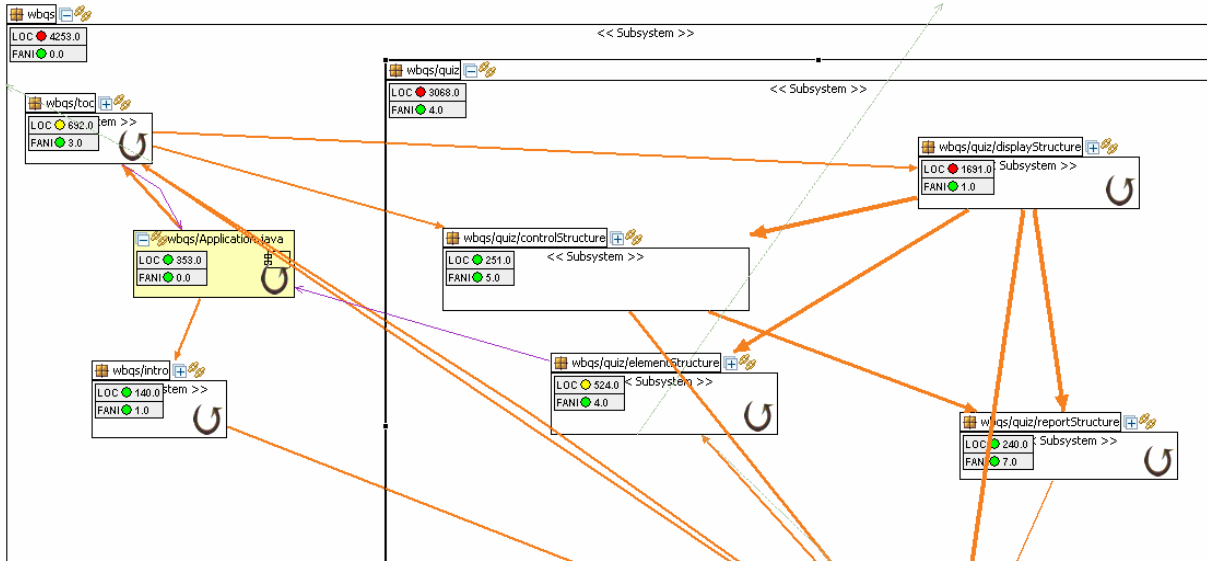 wbqs
LOC 4253.0
FANI 0.0
<< Subsystem >>
wbqs/quiz
LOC 3068.0
FANI 4.0
<< Subsystem >>
wbqs/toc
LOC 692.0
FANI 3.0
em >>
wbqs/quiz/displayStructure
LOC 1691.0
FANI 1.0
< Subsystem >>
wbqs/Application.java
LOC 353.0
FANI 0.0
wbqs/quiz/controlStructure
LOC 251.0
FANI 5.0
<< Subsystem >>
wbqs/intro
LOC 140.0
FANI 1.0
stem >>
wbqs/quiz/elementStructure
LOC 524.0
FANI 4.0
< Subsystem >>
wbqs/quiz/reportStructure
LOC 240.0
FANI 7.0
< Subsystem >>